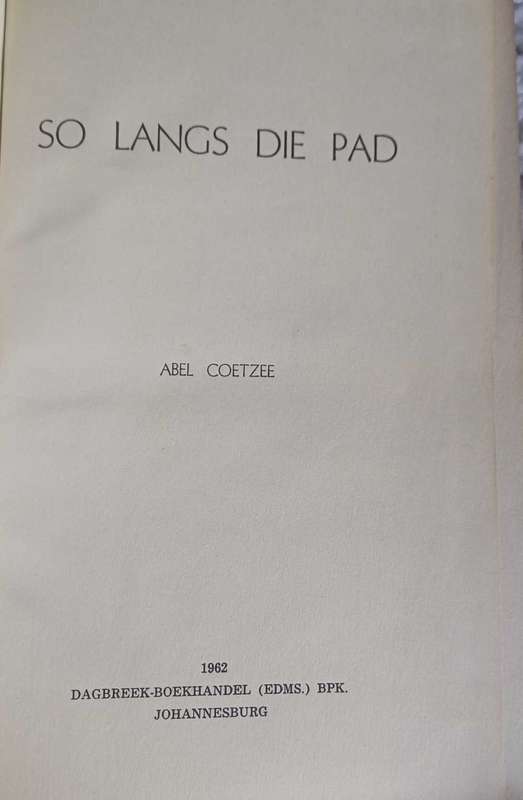 SO LANGS DIE PAD
ABEL COETZEE
1962
DAGBREEK-BOEKHANDEL (EDMS.) BPK.
JOHANNESBURG